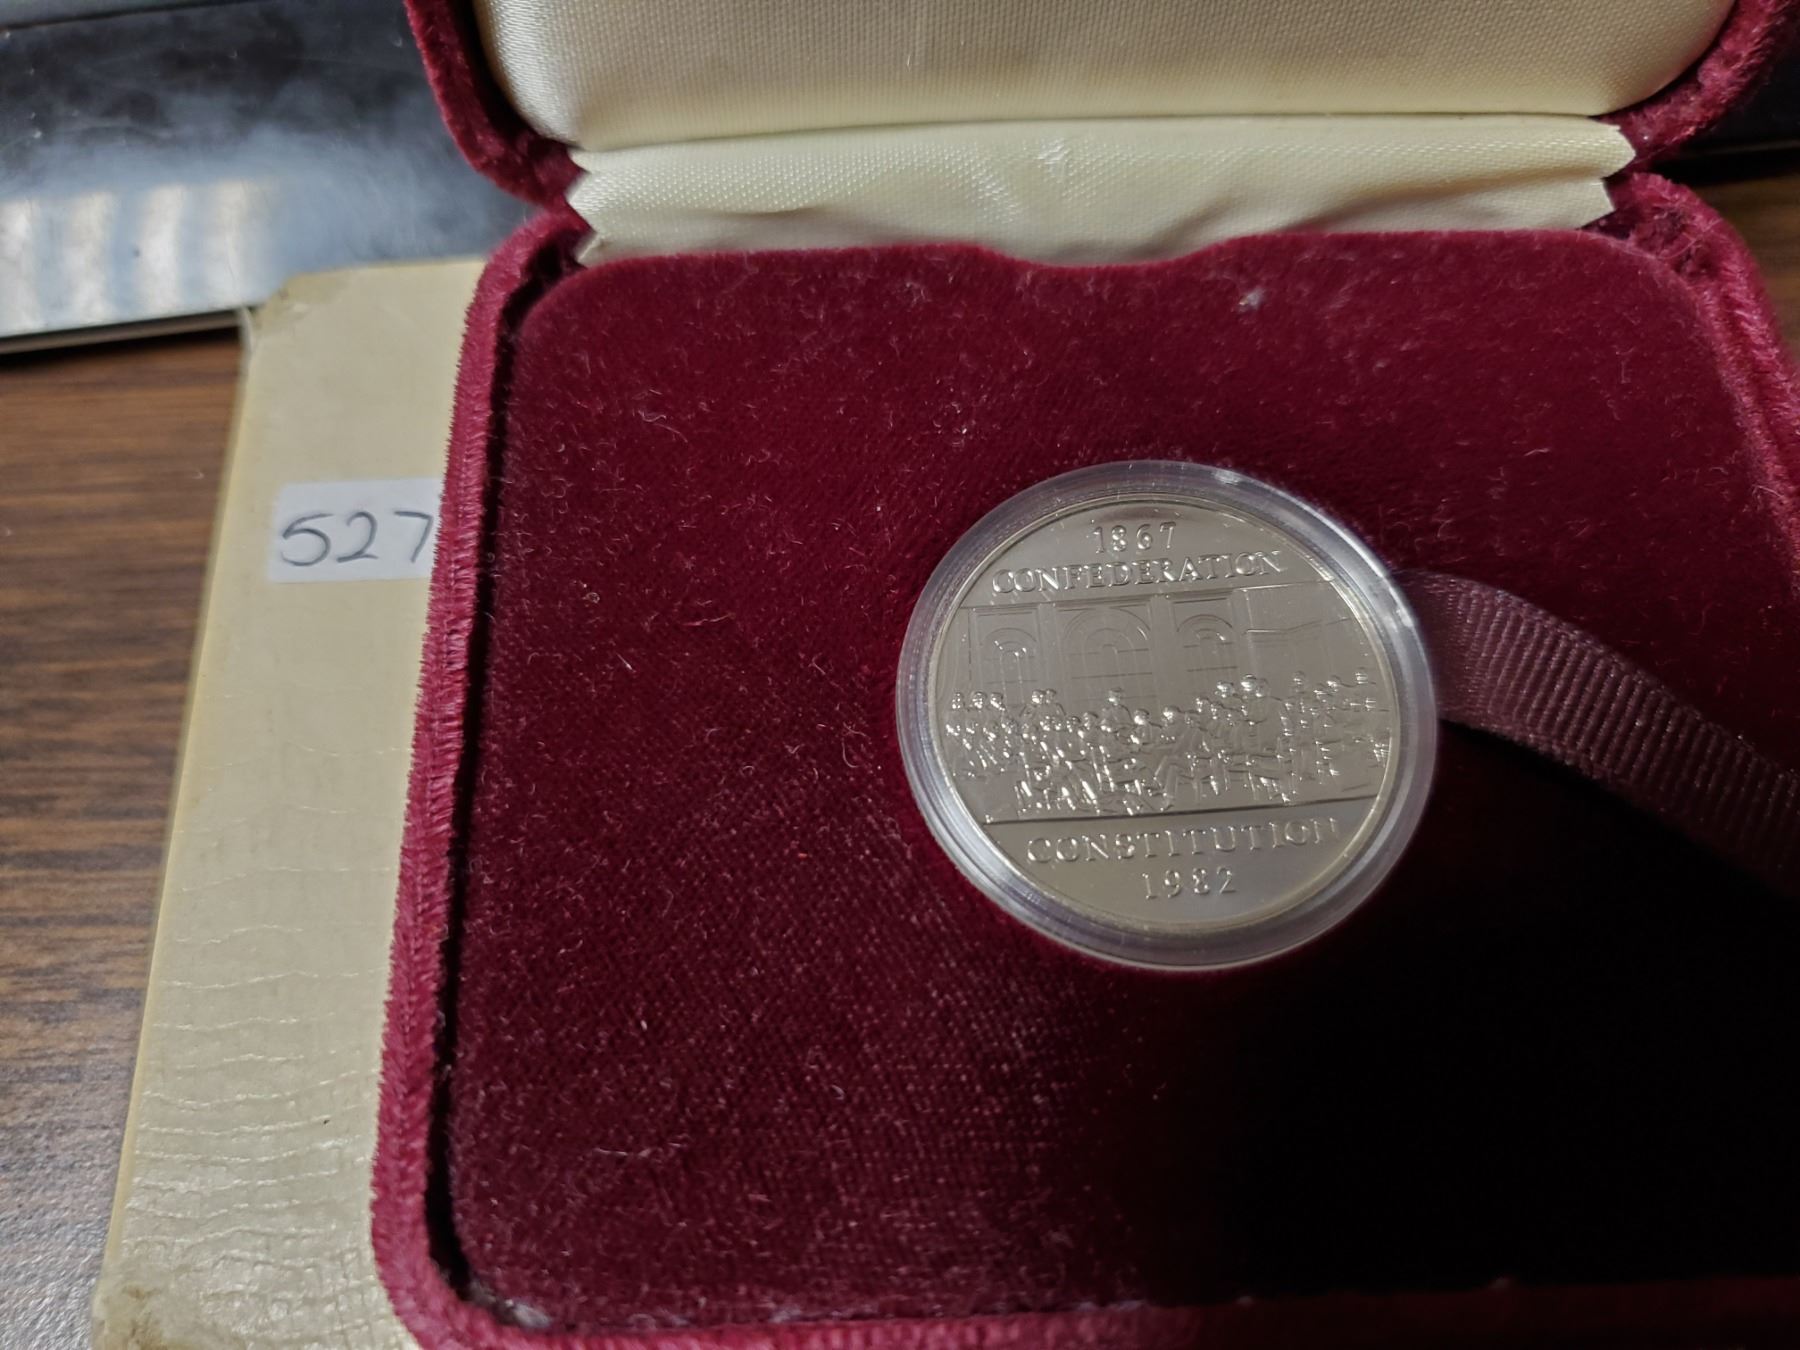 527
1867
CONFEDERATION
CONSTITUTION
1982